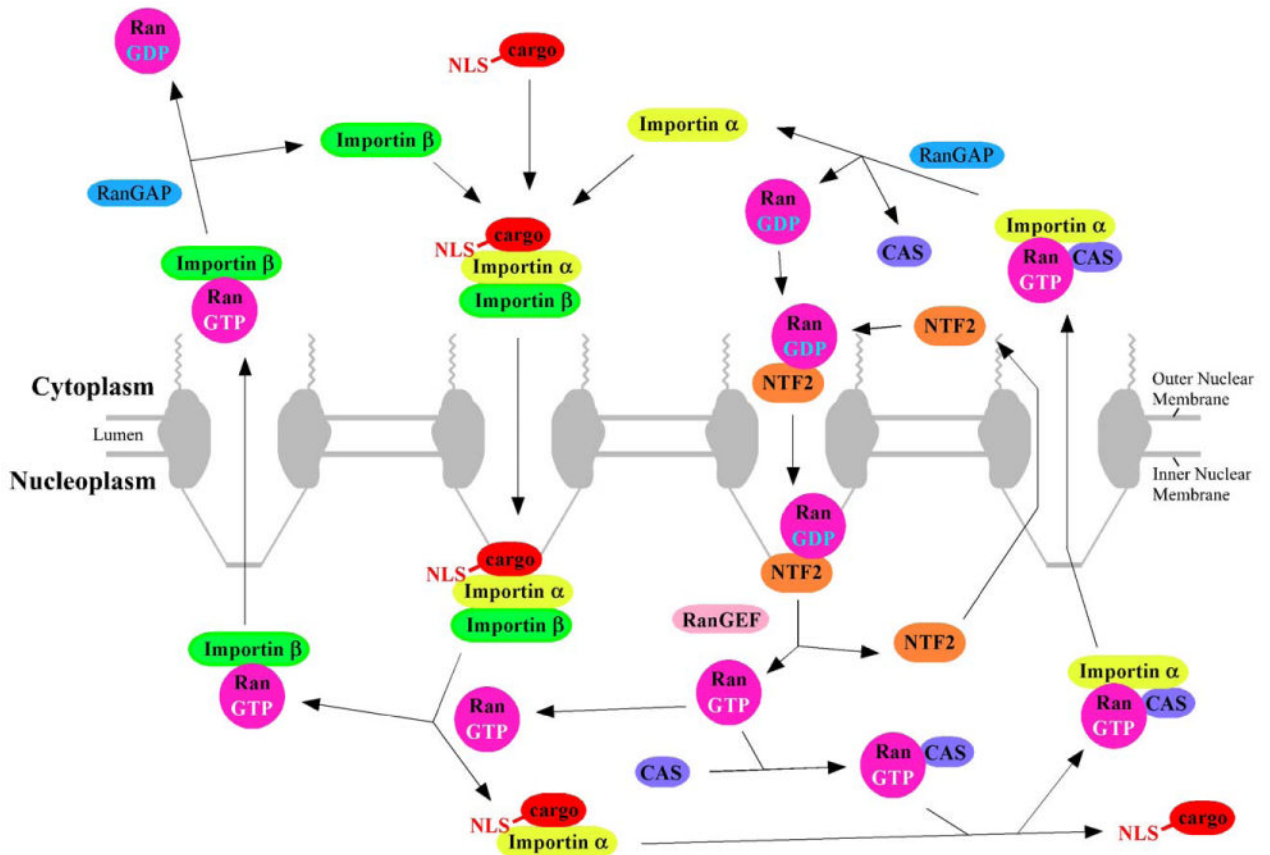 Ran
GDP
cargo
NLS
Importin β
Importin α
RanGAP
RanGAP
Ran
GDP
CAS
Importin α
Ran
GTP
CAS
cargo
NLS
Importin α
Importin β
Importin β
Ran
GTP
Ran
GDP
NTF2
NTF2
Cytoplasm
Lumen
Nucleoplasm
Outer Nuclear
Membrane
Inner Nuclear
Membrane
Ran
GDP
NTF2
cargo
NLS
Importin α
Importin β
RanGEF
NTF2
Importin β
Ran
GTP
Ran
GTP
Ran
GTP
Importin α
Ran
GTP
CAS
CAS
Ran
GTP
CAS
cargo
NLS
Importin α
NLS
cargo